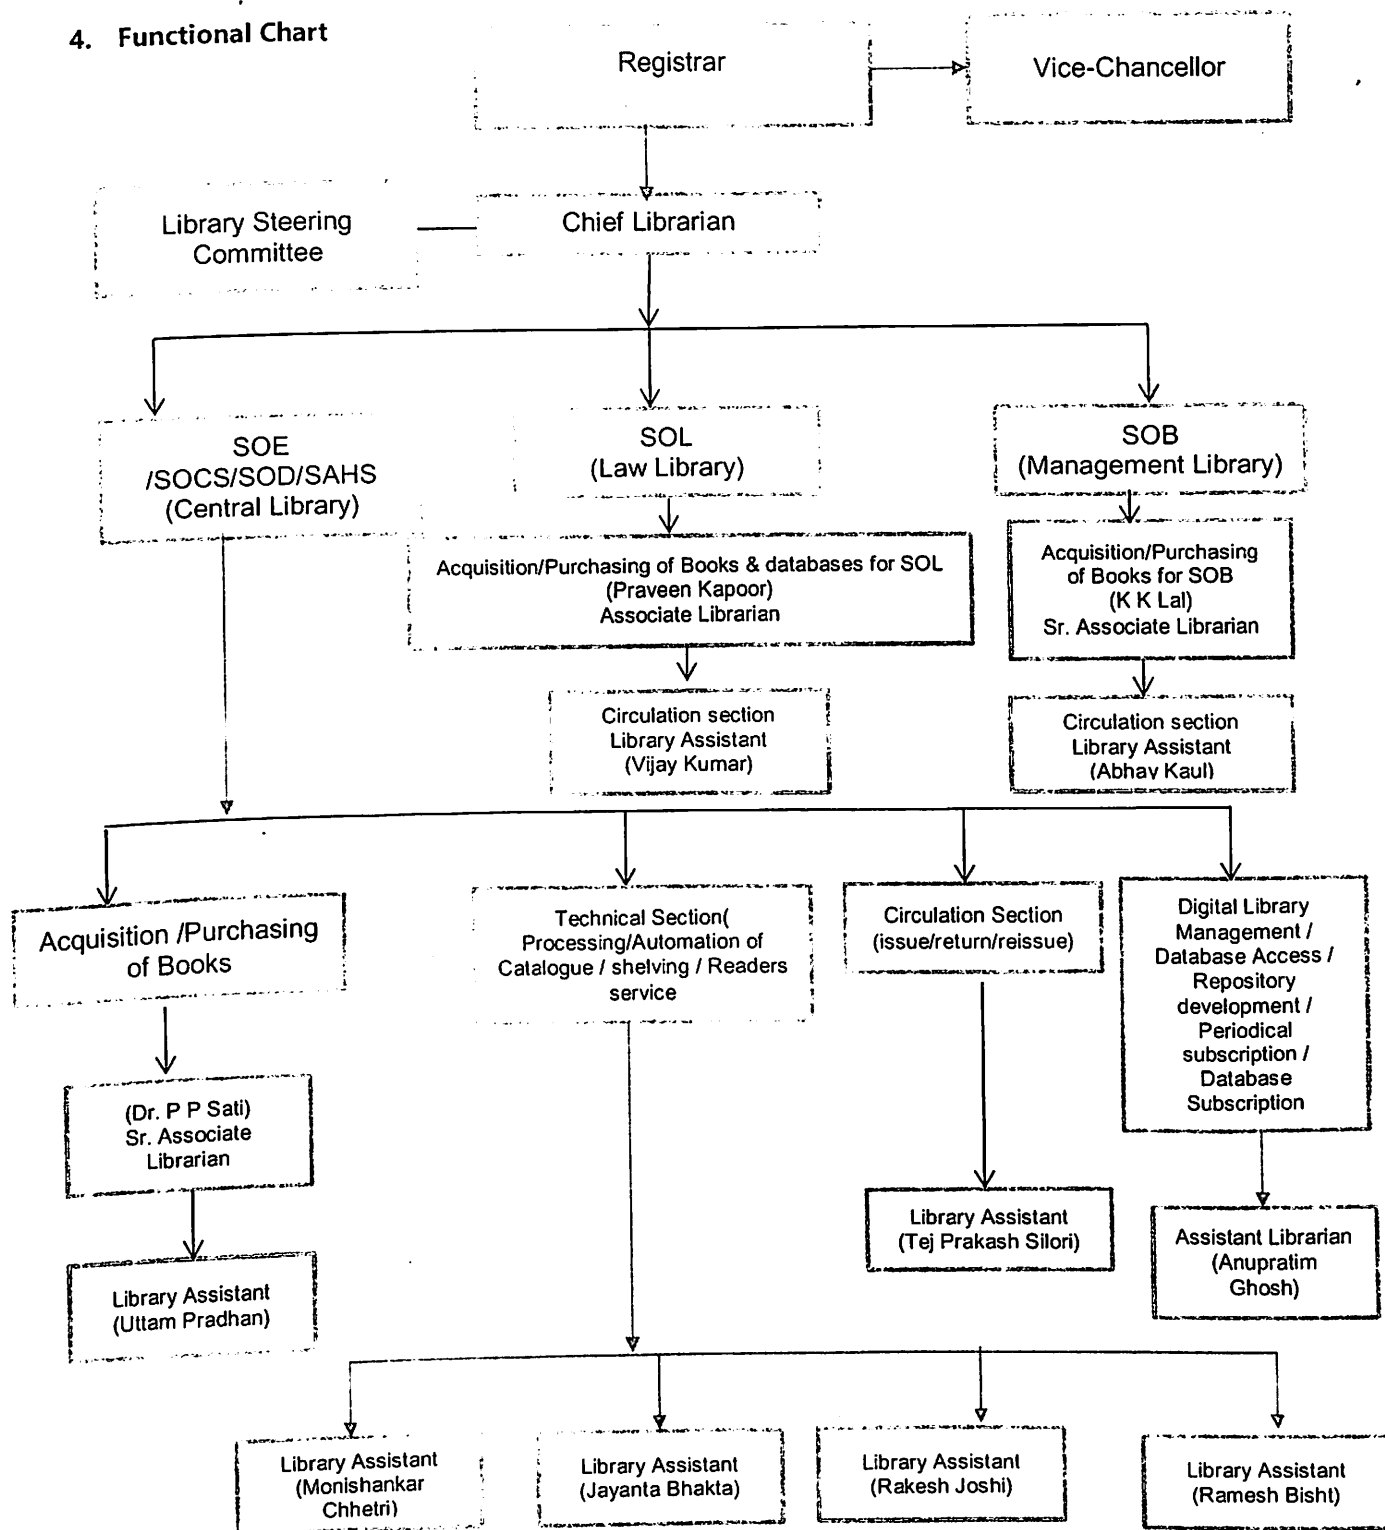 4. Functional Chart
Registrar
Vice-Chancellor
Library Steering
Committee
Chief Librarian
SOE
/SOCS/SOD/SAHS
(Central Library)
SOL
(Law Library)
SOB
(Management Library)
Acquisition/Purchasing of Books & databases for SOL
(Praveen Kapoor)
Associate Librarian
Acquisition/Purchasing
of Books for SOB
(K K Lal)
Sr. Associate Librarian
Circulation section
Library Assistant
(Vijay Kumar)
Circulation section
Library Assistant
(Abhay Kaul)
Acquisition /Purchasing
of Books
Technical Section(
Processing/Automation of
Catalogue / shelving / Readers
service
Circulation Section
(issue/return/reissue)
Digital Library
Management /
Database Access /
Repository
development /
Periodical
subscription /
Database
Subscription
(Dr. P P Sati)
Sr. Associate
Librarian
Library Assistant
(Tej Prakash Silori)
Assistant Librarian
(Anupratim
Ghosh)
Library Assistant
(Uttam Pradhan)
Library Assistant
(Monishankar
Chhetri)
Library Assistant
(Jayanta Bhakta)
Library Assistant
(Rakesh Joshi)
Library Assistant
(Ramesh Bisht)